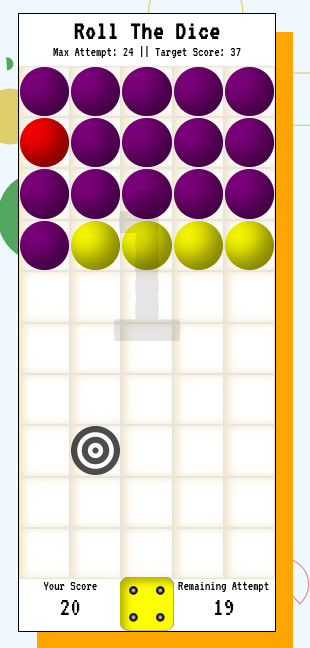 Roll The Dice
Max Attempt: 24 || Target Score: 37
Your Score
20
Remaining Attempt
19